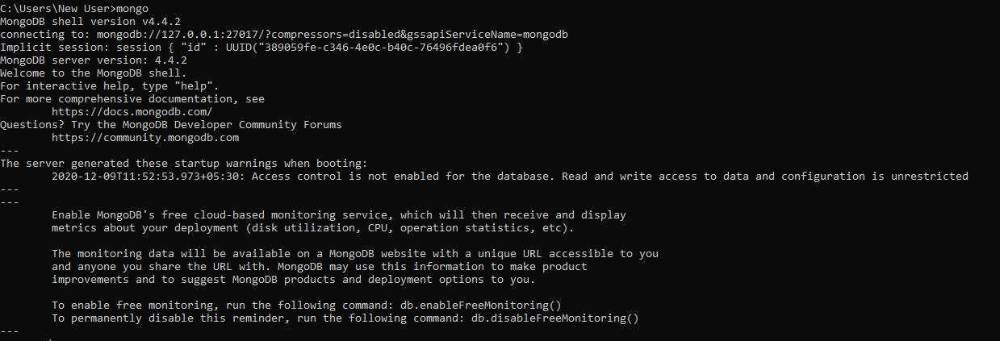 C:\Users\New User>mongo
MongoDB shell version v4.4.2
connecting to: mongodb://127.0.0.1:27017/?compressors=disabled&gssapiServiceName=mongodb
Implicit session: session { "id" : UUID("389059fe-c346-4e0c-b40c-76496fdea0f6") }
MongoDB server version: 4.4.2
Welcome to the MongoDB shell.
For interactive help, type "help".
For more comprehensive documentation, see
        https://docs.mongodb.com/
Questions? Try the MongoDB Developer Community Forums
        https://community.mongodb.com
---
The server generated these startup warnings when booting:
        2020-12-09T11:52:53.973+05:30: Access control is not enabled for the database. Read and write access to data and configuration is unrestricted
---
---
        Enable MongoDB's free cloud-based monitoring service, which will then receive and display
        metrics about your deployment (disk utilization, CPU, operation statistics, etc).

        The monitoring data will be available on a MongoDB website with a unique URL accessible to you
        and anyone you share the URL with. MongoDB may use this information to make product
        improvements and to suggest MongoDB products and deployment options to you.

        To enable free monitoring, run the following command: db.enableFreeMonitoring()
        To permanently disable this reminder, run the following command: db.disableFreeMonitoring()
---